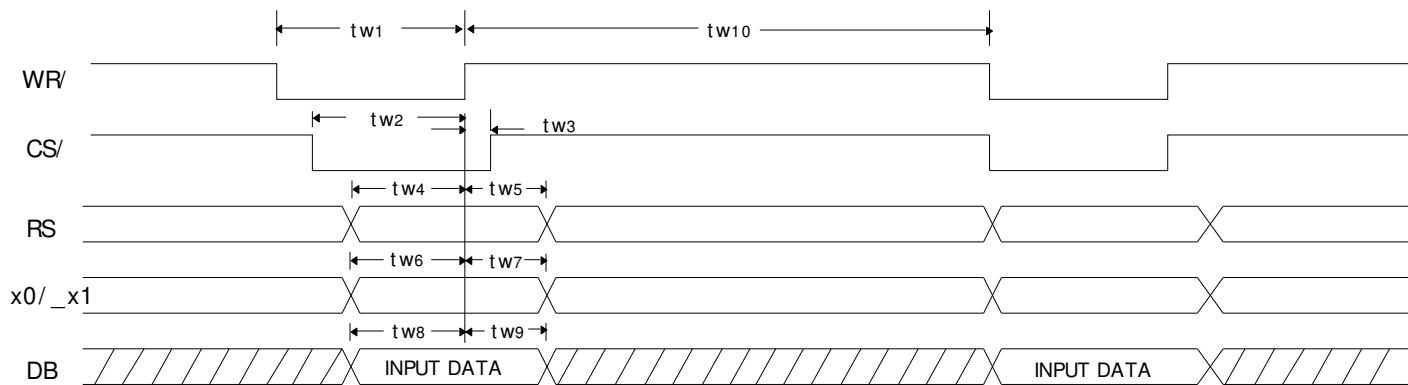 tw1
tw10
WR/
tw2
tw3
CS/
tw4
tw5
RS
tw6
tw7
x0/_x1
tw8
tw9
DB
INPUT DATA
INPUT DATA